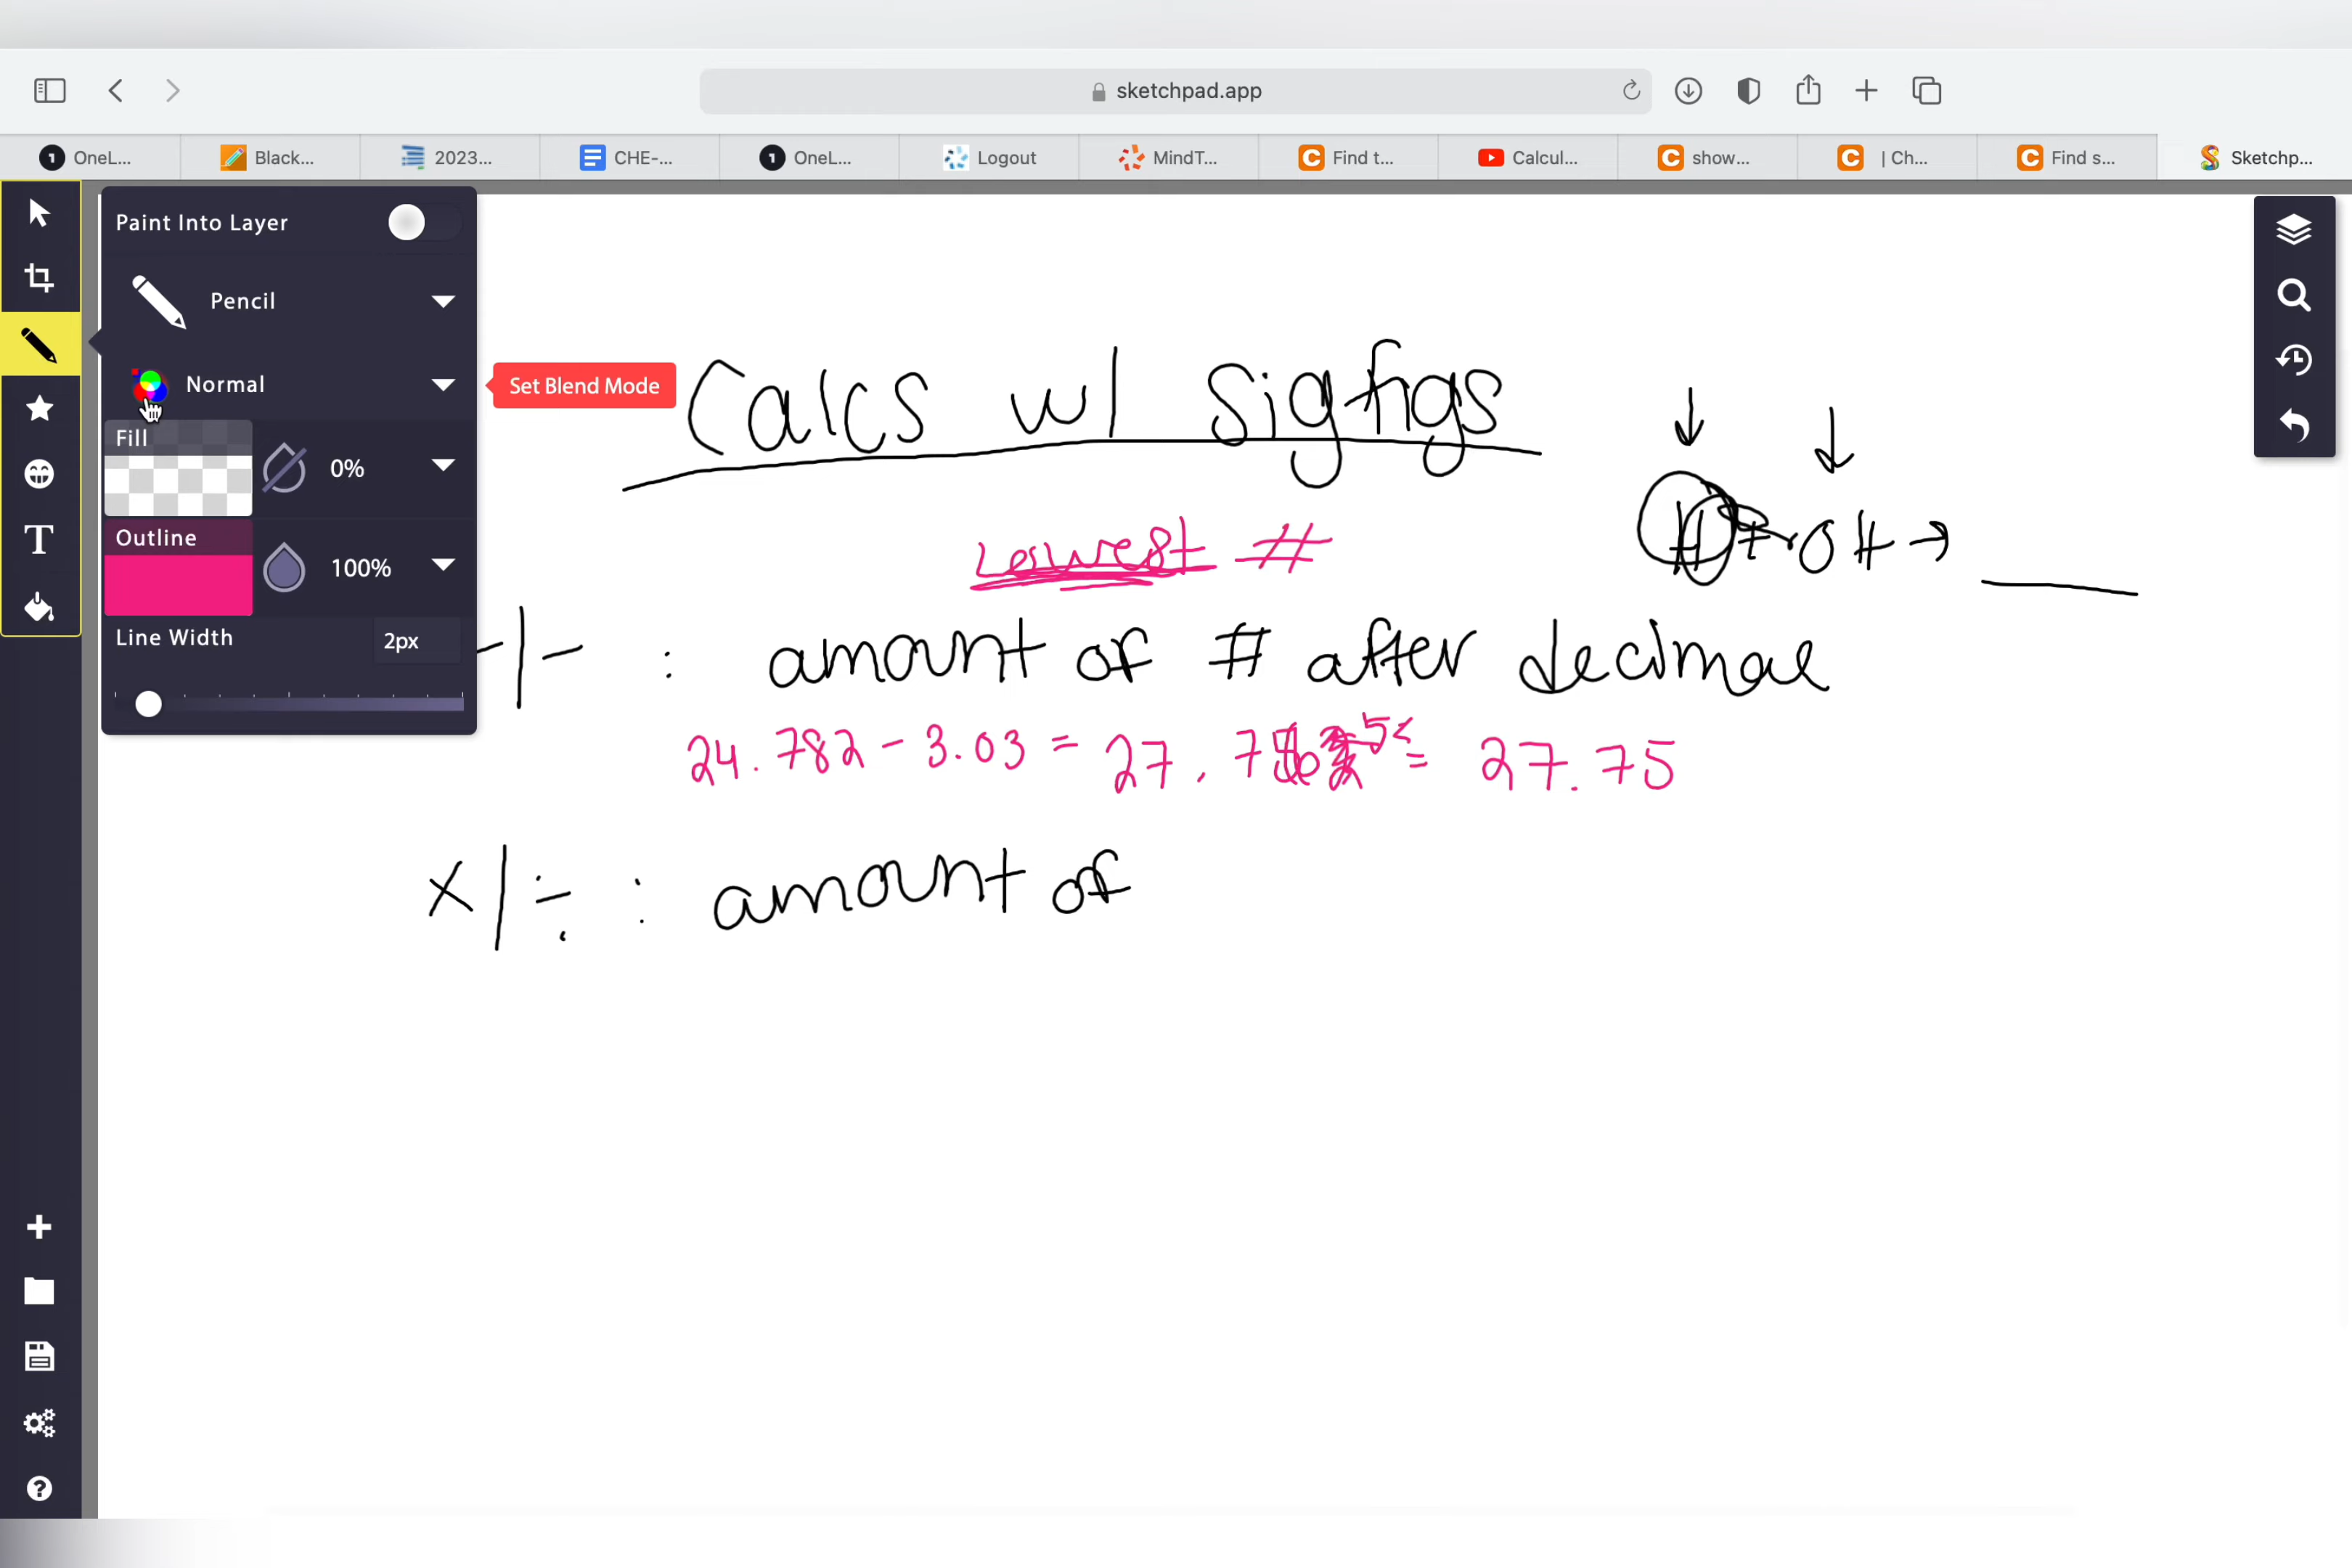 sketchpad.app
OneL...
Black...
2023...
CHE-...
OneL...
Logout
MindT...
Find t...
Calcul...
show...
| Ch...
Find s...
Sketchp...
Paint Into Layer
Pencil
Normal
Set Blend Mode
Fill
0%
Outline
100%
Line Width
2px
Calcs w/ Sigfigs
Lowest #
: amount of # after decimal
24.782 - 3.03 = 27.75 = 27.75
x/÷ : amount of